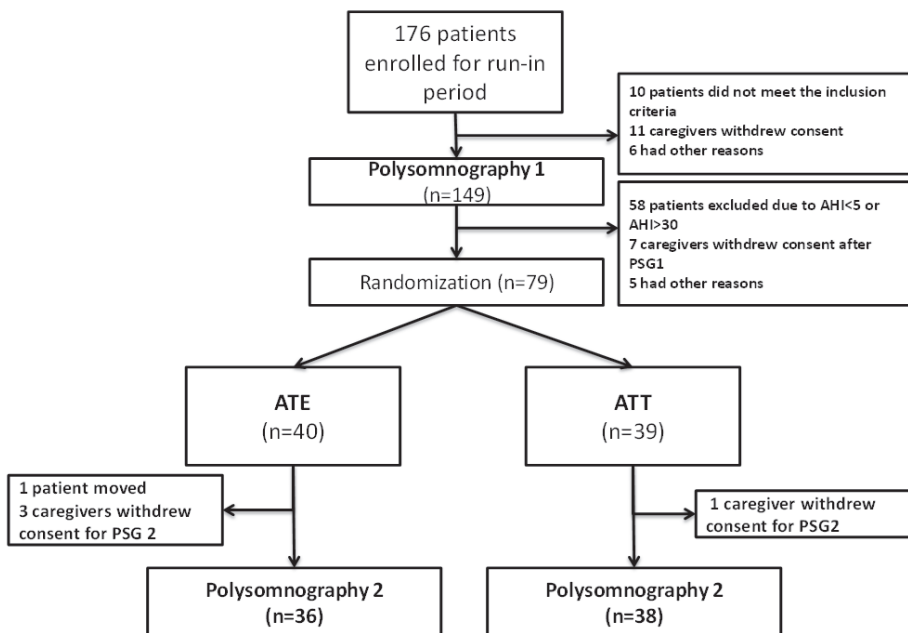 176 patients
enrolled for run-in
period
10 patients did not meet the inclusion
criteria
11 caregivers withdrew consent
6 had other reasons
Polysomnography 1
(n=149)
58 patients excluded due to AHI<5 or
AHI>30
7 caregivers withdrew consent after
PSG1
5 had other reasons
Randomization (n=79)
ATE
(n=40)
ATT
(n=39)
1 patient moved
3 caregivers withdrew
consent for PSG 2
1 caregiver withdrew
consent for PSG2
Polysomnography 2
(n=36)
Polysomnography 2
(n=38)